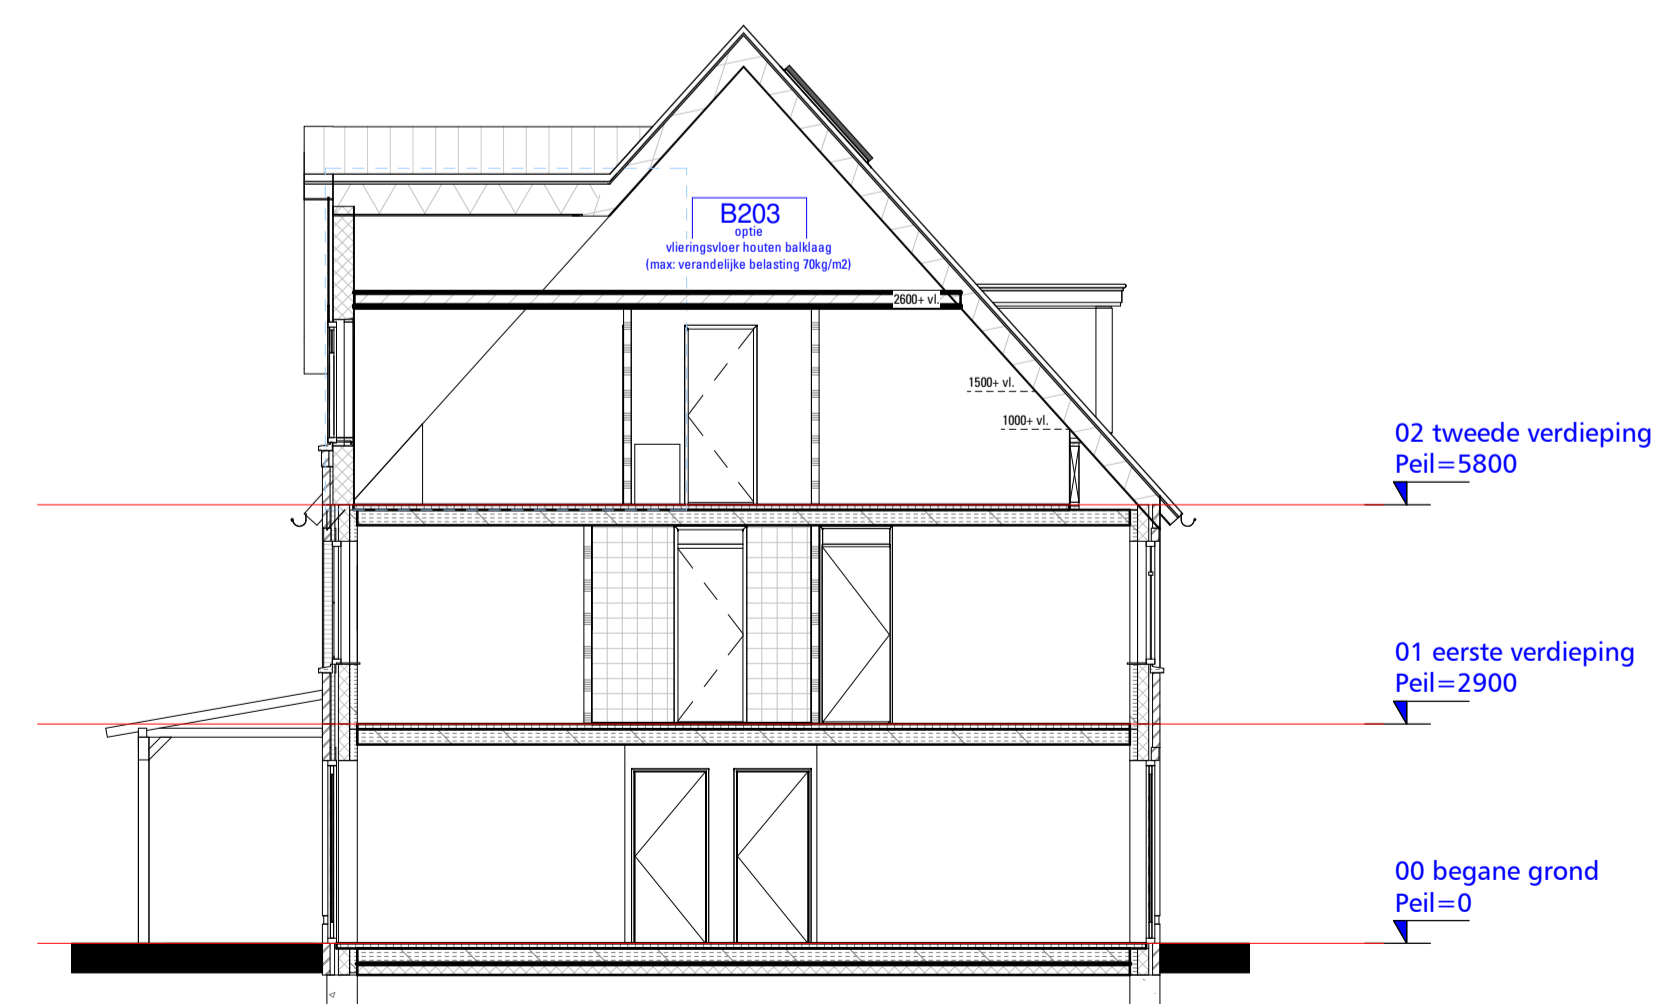 B203
optie
vlieringsvloer houten balklaag
(max: verandelijke belasting 70kg/m2)
2600+ vl.
1500+ vl.
1000+ vl.
02 tweede verdieping
Peil=5800
01 eerste verdieping
Peil=2900
00 begane grond
Peil=0